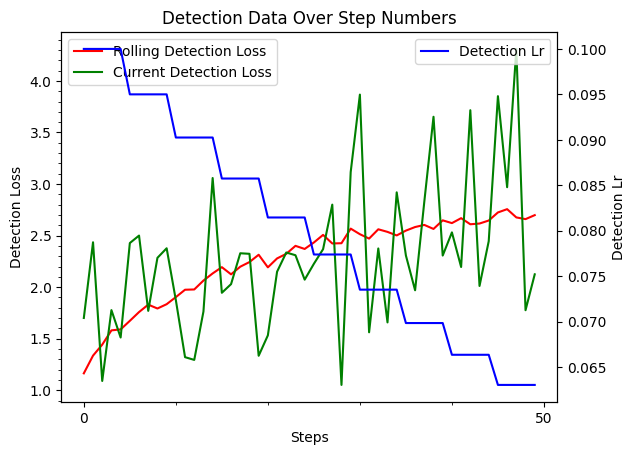 Detection Data Over Step Numbers
Rolling Detection Loss
Current Detection Loss
Detection Lr
4.0
3.5
3.0
2.5
2.0
1.5
1.0
Detection Loss
0.100
0.095
0.090
0.085
0.080
0.075
0.070
0.065
Detection Lr
0
50
Steps